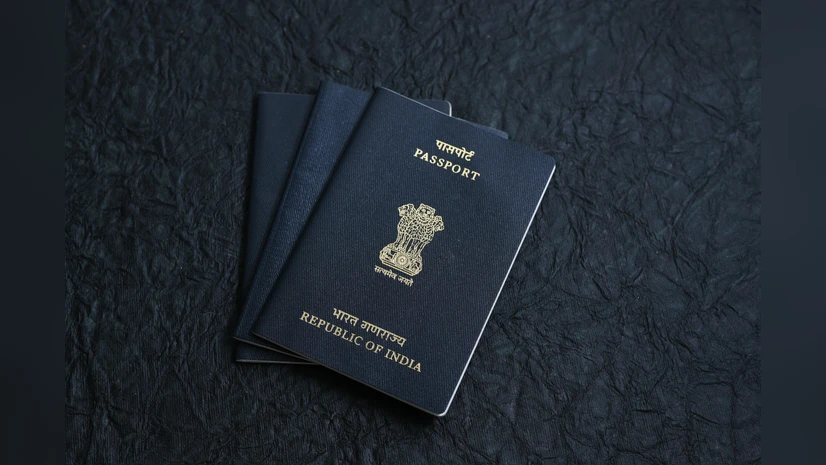 पासपोर्ट
PASSPORT
सत्यमेव जयते
भारत गणराज्य
REPUBLIC OF INDIA